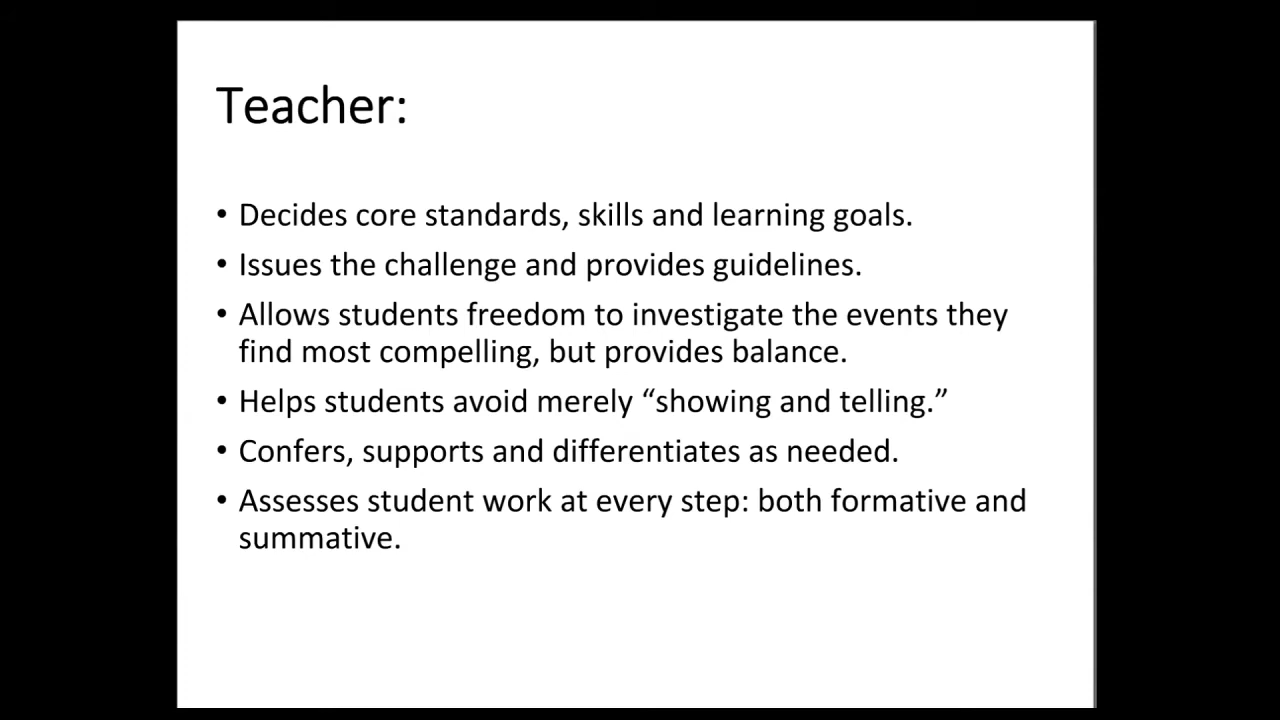 Teacher:
• Decides core standards, skills and learning goals.
• Issues the challenge and provides guidelines.
• Allows students freedom to investigate the events they
find most compelling, but provides balance.
• Helps students avoid merely “showing and telling.”
• Confers, supports and differentiates as needed.
• Assesses student work at every step: both formative and
summative.